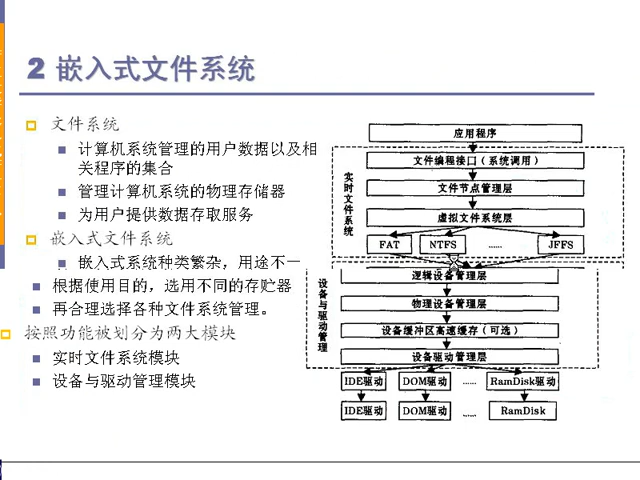 2 嵌入式文件系统
文件系统
计算机系统管理的用户数据以及相
关程序的集合
管理计算机系统的物理存储器
为用户提供数据存取服务
嵌入式文件系统
嵌入式系统种类繁杂，用途不一
根据使用目的，选用不同的存贮器
再合理选择各种文件系统管理。
按照功能被划分为两大模块
实时文件系统模块
设备与驱动管理模块
应用程序
实时文件系统
文件编程接口（系统调用）
文件节点管理层
虚拟文件系统层
FAT NTFS ...... JFFS
设备与驱动管理
逻辑设备管理层
物理设备管理层
设备缓冲区高速缓存（可选）
设备驱动管理层
IDE驱动 DOM驱动 ...... RamDisk驱动
IDE驱动 DOM驱动 ...... RamDisk